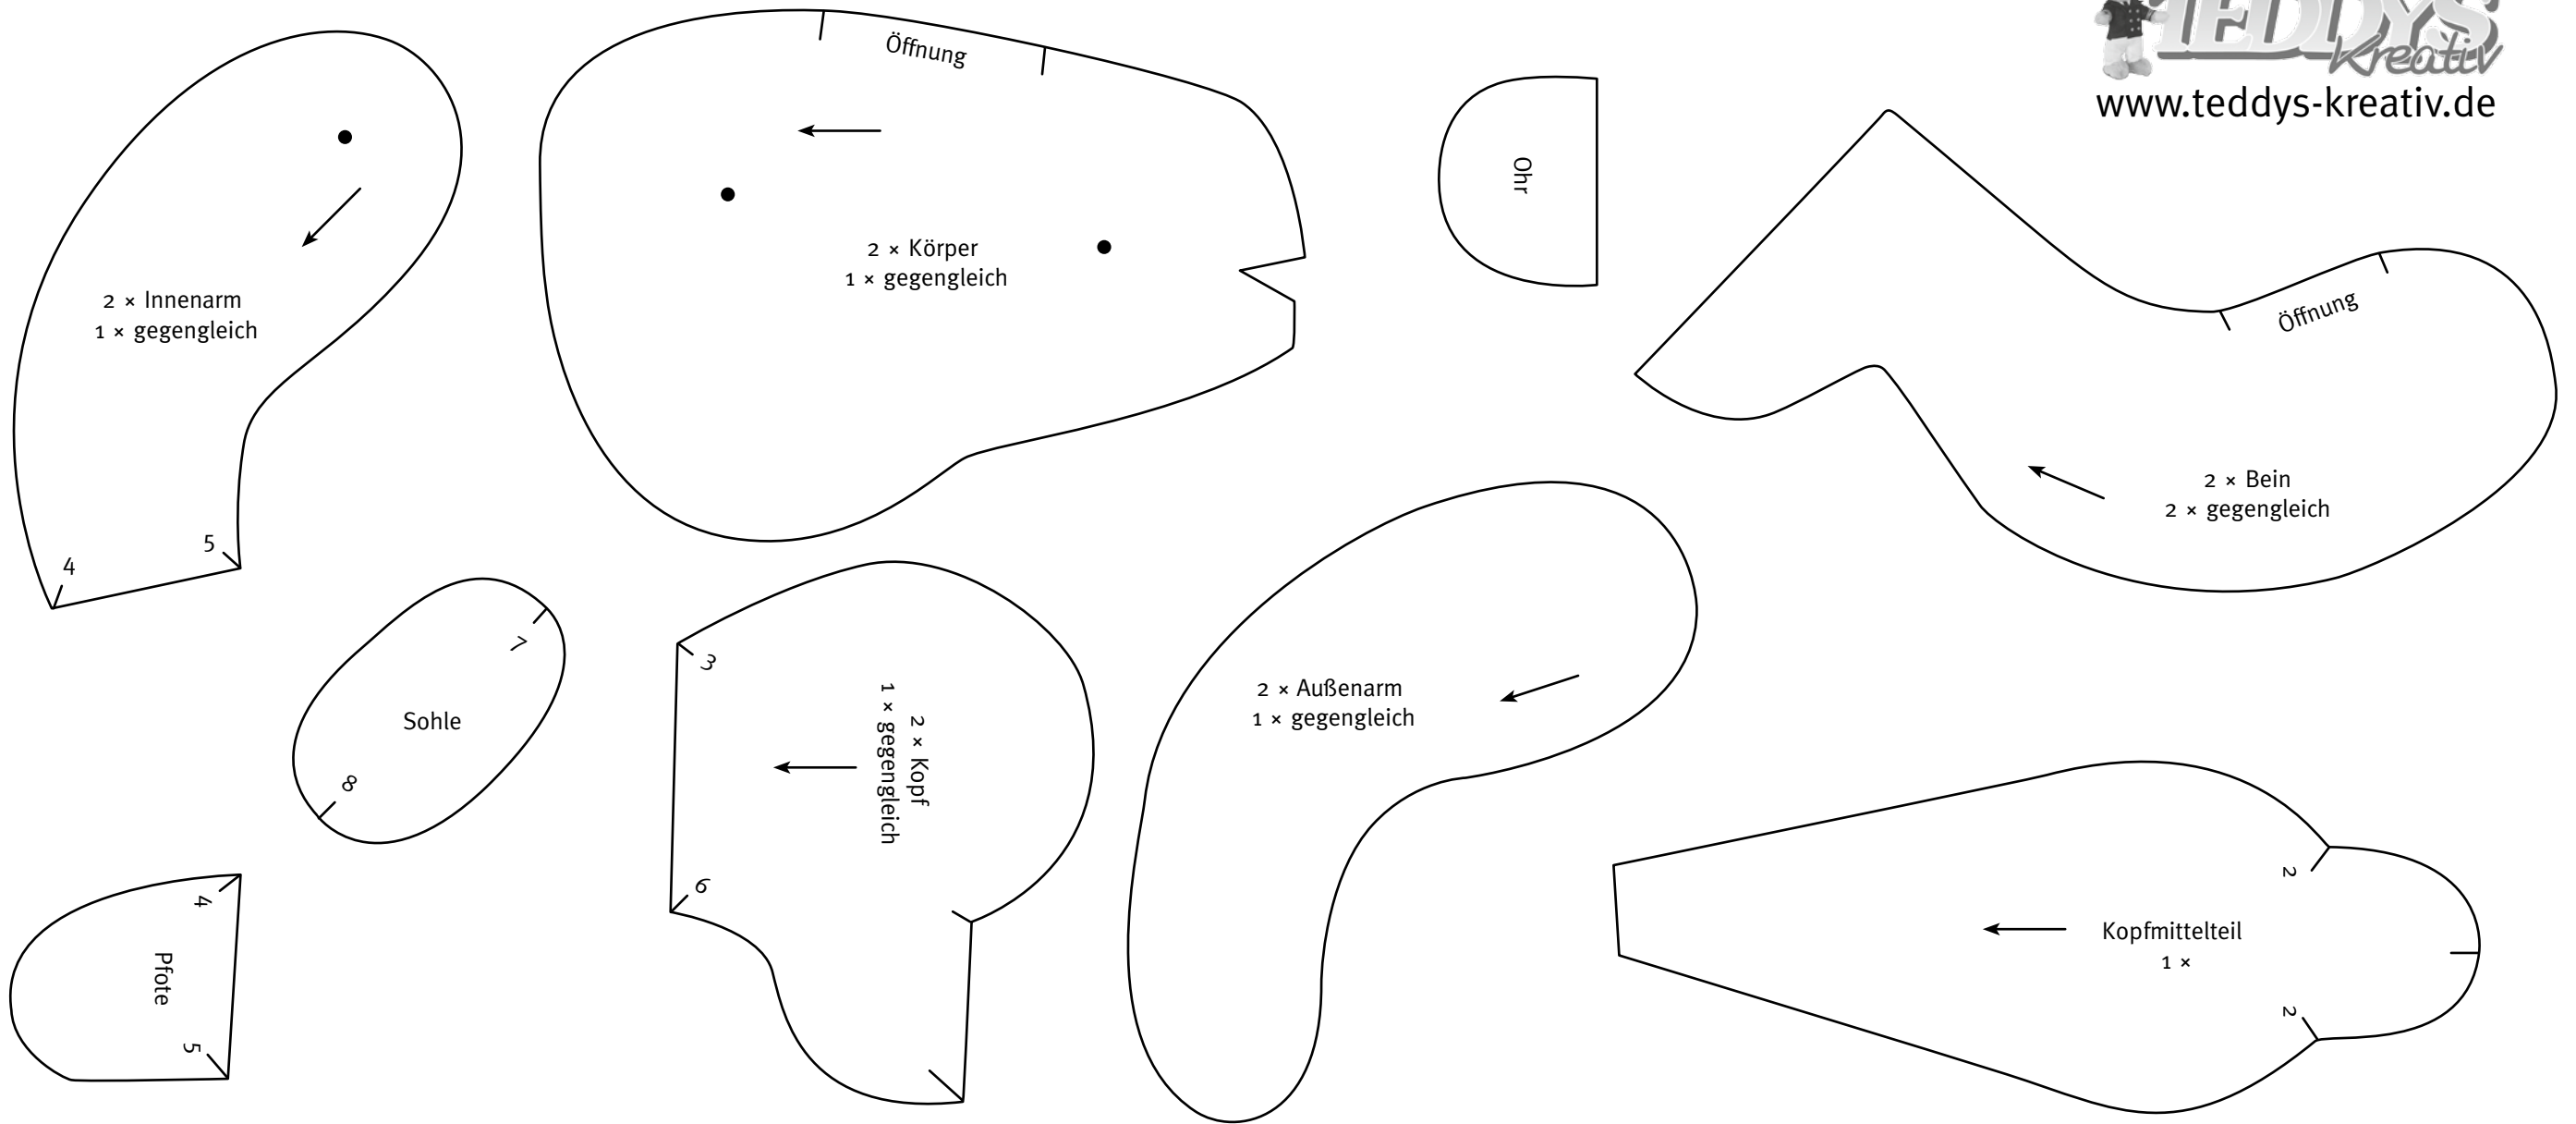 TEDDYS
Kreativ
www.teddys-kreativ.de
Öffnung
2 × Innenarm
1 × gegengleich
4
5
2 × Körper
1 × gegengleich
Ohr
Öffnung
2 × Bein
2 × gegengleich
7
Sohle
8
3
2 × Kopf
1 × gegengleich
6
2 × Außenarm
1 × gegengleich
4
Pfote
5
2
Kopfmittelteil
1 ×
2